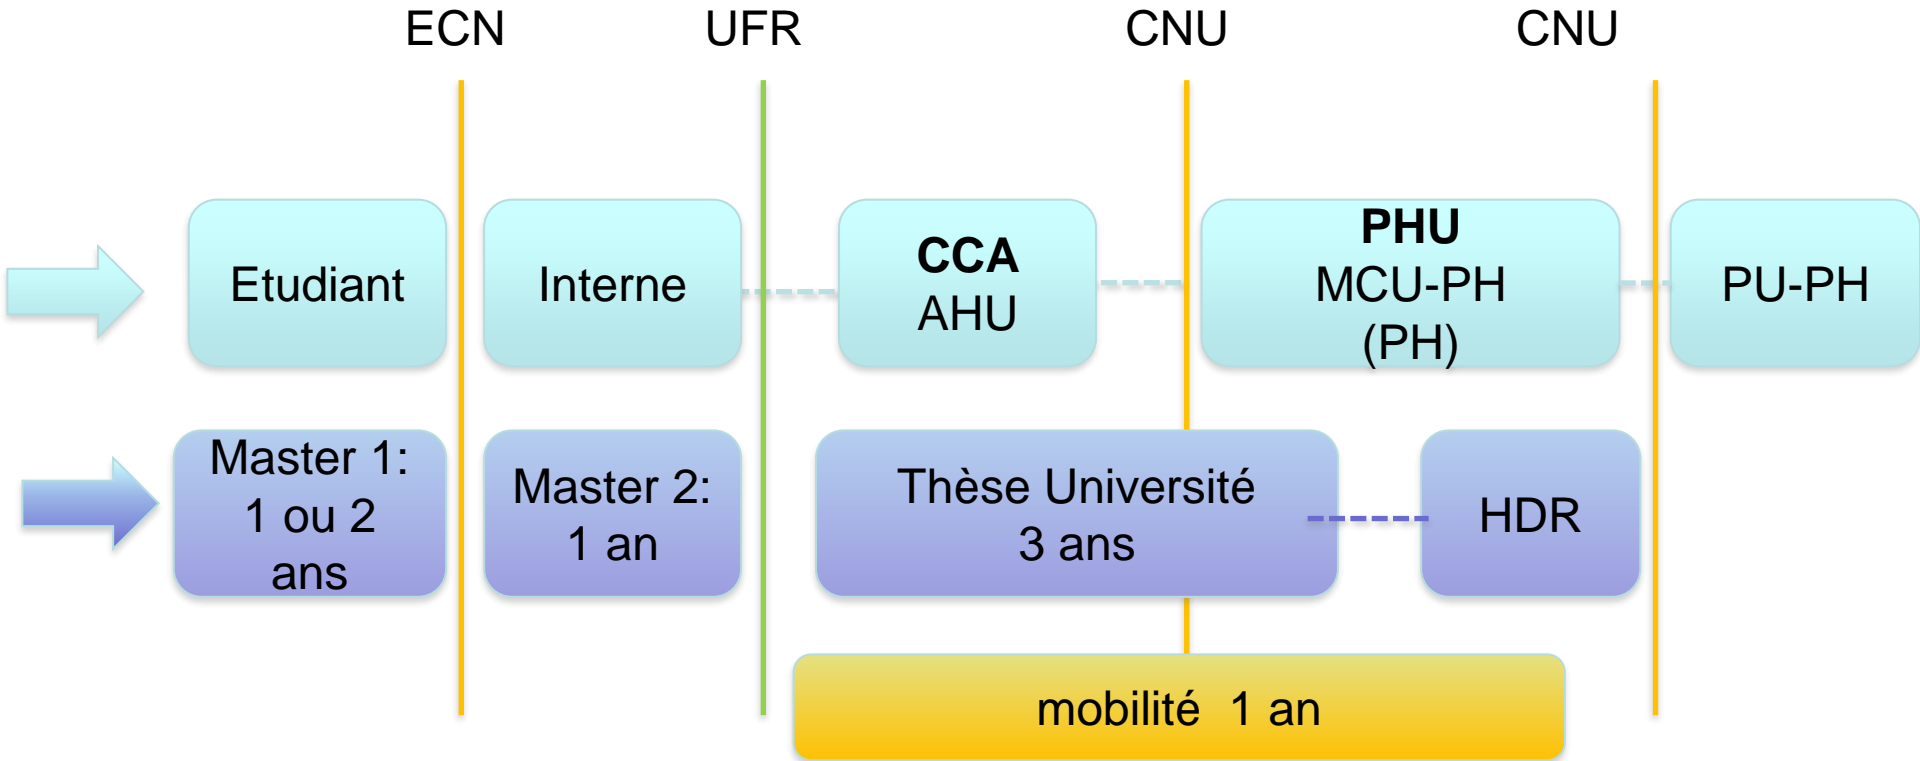 ECN
UFR
CNU
CNU
Etudiant
Interne
CCA
AHU
PHU
MCU-PH
(PH)
PU-PH
Master 1:
1 ou 2
ans
Master 2:
1 an
Thèse Université
3 ans
HDR
mobilité 1 an